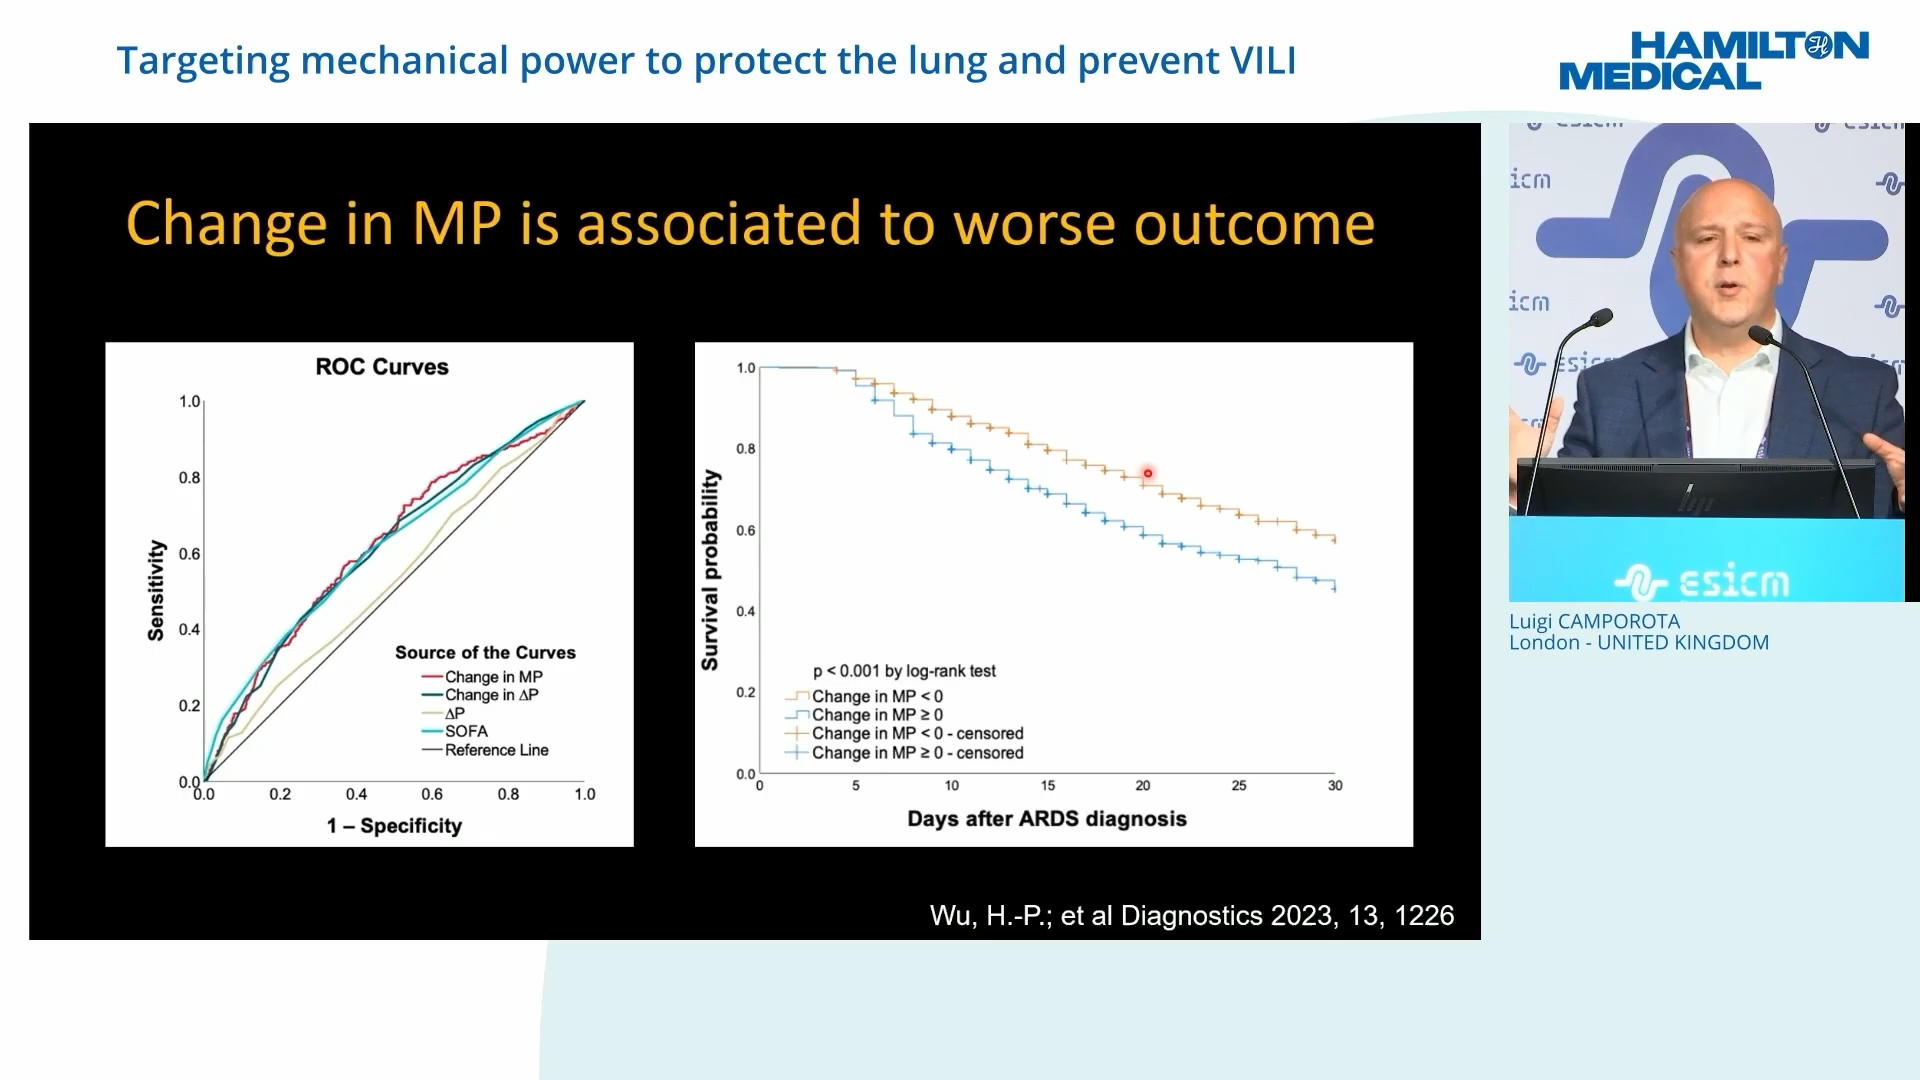 Targeting mechanical power to protect the lung and prevent VILI
HAMILTON
MEDICAL
Change in MP is associated to worse outcome
ROC Curves
1.0
0.8
0.6
0.4
0.2
0.0
0.0
0.2
0.4
0.6
0.8
1.0
Sensitivity
1 – Specificity
Source of the Curves
Change in MP
Change in ΔP
ΔP
SOFA
Reference Line
1.0
0.8
0.6
0.4
0.2
0.0
0
5
10
15
20
25
30
Survival probability
Days after ARDS diagnosis
p < 0.001 by log-rank test
Change in MP < 0
Change in MP ≥ 0
Change in MP < 0 - censored
Change in MP ≥ 0 - censored
Wu, H.-P.; et al Diagnostics 2023, 13, 1226
esicm
esicm
icm
icm
esicm
hp
esicm
Luigi CAMPOROTA
London - UNITED KINGDOM